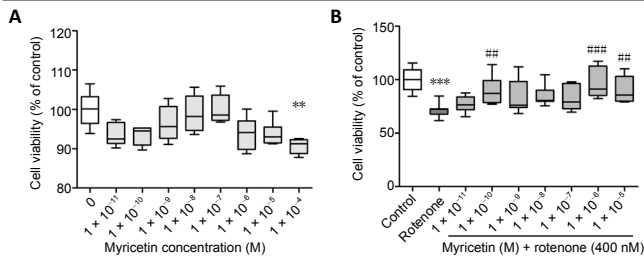 A
Cell viability (% of control)
120
100
80
60
**
0
1 × 10⁻¹¹
1 × 10⁻¹⁰
1 × 10⁻⁹
1 × 10⁻⁸
1 × 10⁻⁷
1 × 10⁻⁶
1 × 10⁻⁵
1 × 10⁻⁴
Myricetin concentration (M)
B
Cell viability (% of control)
150
100
50
0
***
##
###
##
Control
Rotenone
1 × 10⁻¹¹
1 × 10⁻¹⁰
1 × 10⁻⁹
1 × 10⁻⁸
1 × 10⁻⁷
1 × 10⁻⁶
1 × 10⁻⁵
Myricetin (M) + rotenone (400 nM)